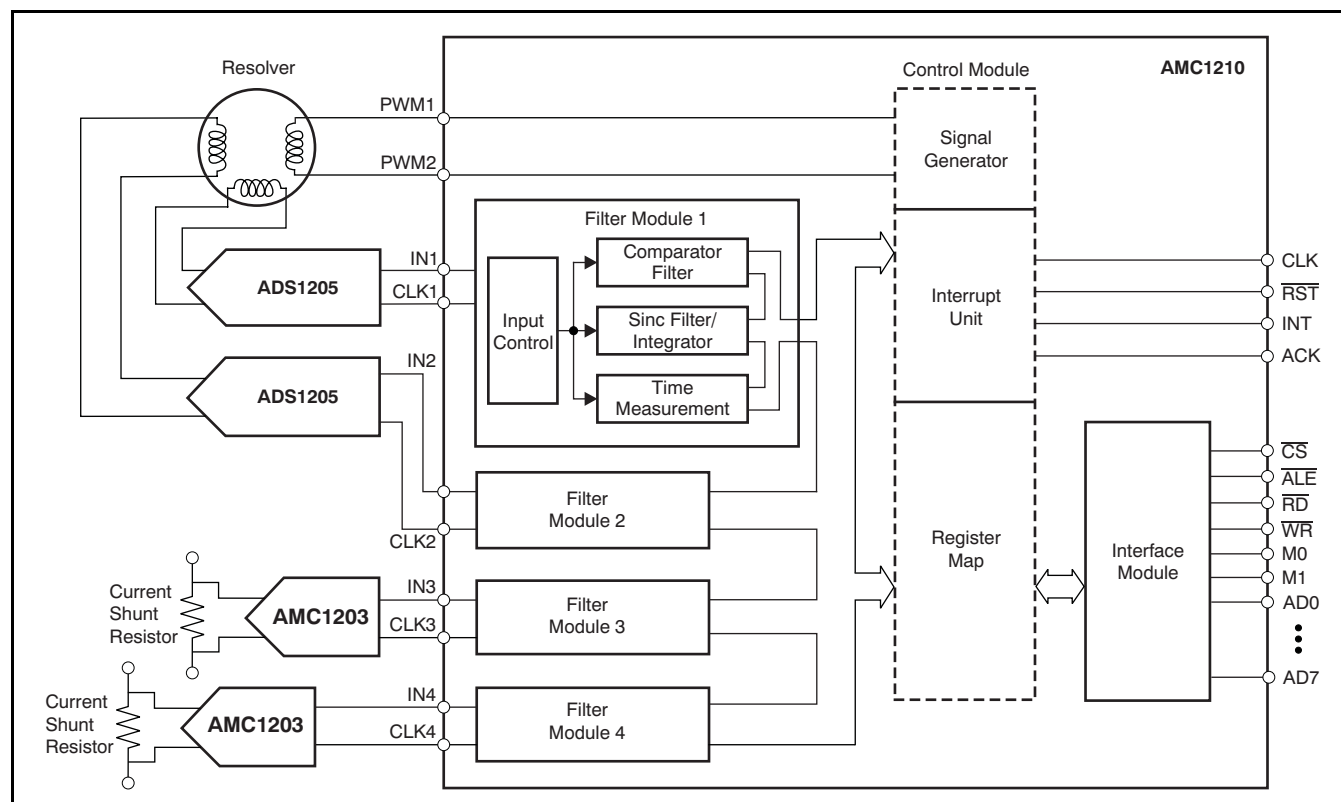 Resolver
AMC1210
Control Module
PWM1
Signal
Generator
PWM2
Filter Module 1
Comparator
Filter
IN1
CLK
ADS1205
CLK1
RST
Input
Control
Sinc Filter/
Integrator
Interrupt
Unit
INT
IN2
ACK
ADS1205
Time
Measurement
CS
ALE
Filter
Module 2
RD
CLK2
WR
Register
Map
Interface
Module
M0
IN3
M1
Current
Shunt
Resistor
AMC1203
Filter
Module 3
AD0
CLK3
AD7
IN4
Current
Shunt
Resistor
AMC1203
Filter
Module 4
CLK4